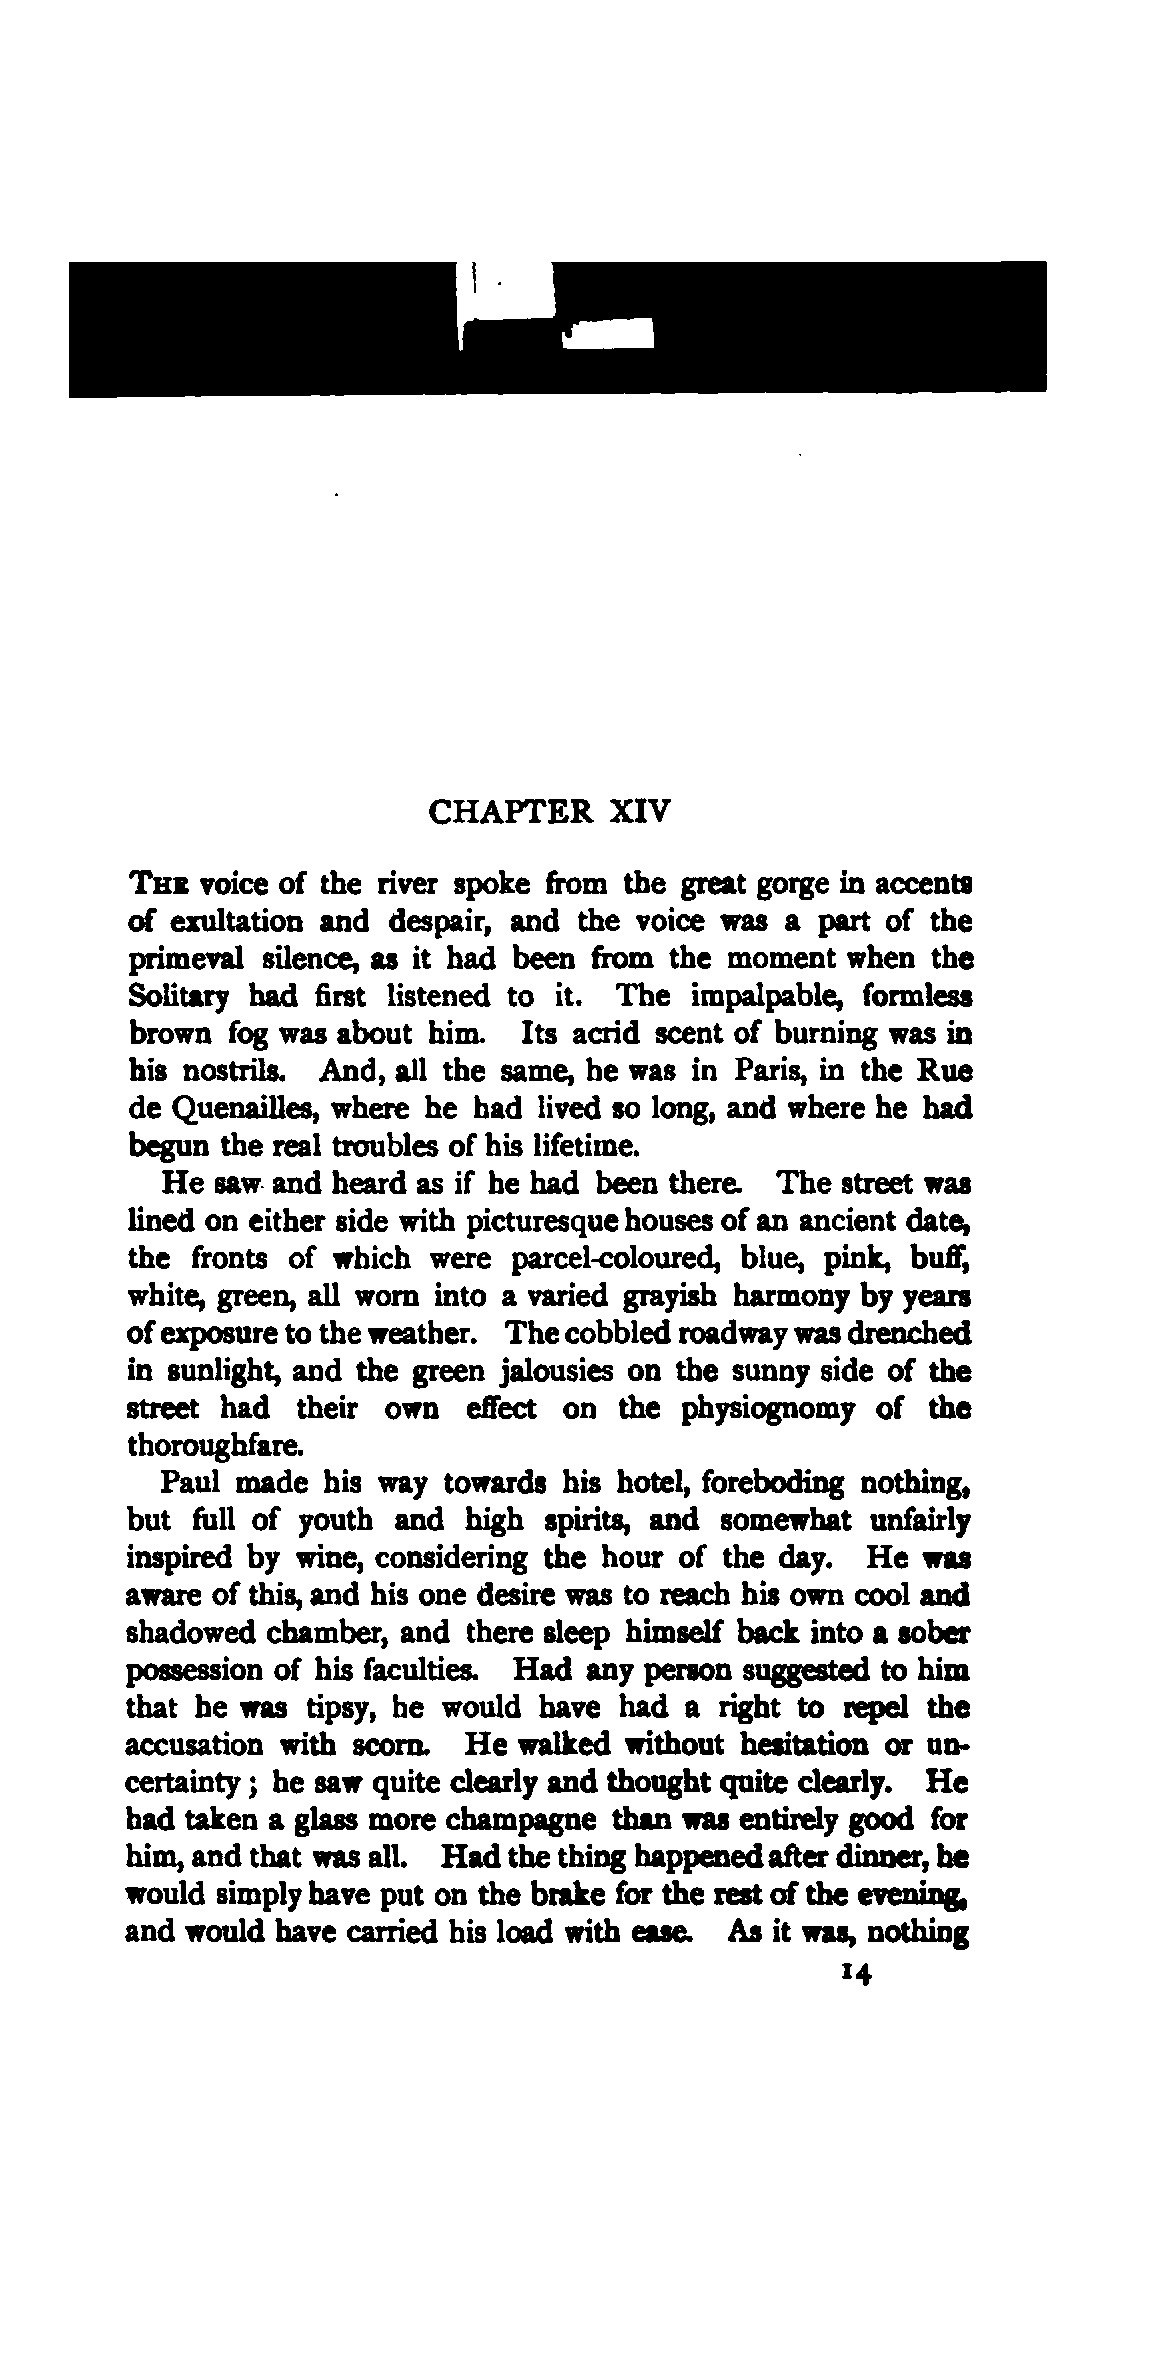 CHAPTER XIV
THE voice of the river spoke from the great gorge in accents
of exultation and despair, and the voice was a part of the
primeval silence, as it had been from the moment when the
Solitary had first listened to it. The impalpable, formless
brown fog was about him. Its acrid scent of burning was in
his nostrils. And, all the same, he was in Paris, in the Rue
de Quenailles, where he had lived so long, and where he had
begun the real troubles of his lifetime.
He saw and heard as if he had been there. The street was
lined on either side with picturesque houses of an ancient date,
the fronts of which were parcel-coloured, blue, pink, buff,
white, green, all worn into a varied grayish harmony by years
of exposure to the weather. The cobbled roadway was drenched
in sunlight, and the green jalousies on the sunny side of the
street had their own effect on the physiognomy of the
thoroughfare.
Paul made his way towards his hotel, foreboding nothing,
but full of youth and high spirits, and somewhat unfairly
inspired by wine, considering the hour of the day. He was
aware of this, and his one desire was to reach his own cool and
shadowed chamber, and there sleep himself back into a sober
possession of his faculties. Had any person suggested to him
that he was tipsy, he would have had a right to repel the
accusation with scorn. He walked without hesitation or un-
certainty ; he saw quite clearly and thought quite clearly. He
had taken a glass more champagne than was entirely good for
him, and that was all. Had the thing happened after dinner, he
would simply have put on the brake for the rest of the evening,
and would have carried his load with ease. As it was, nothing
14